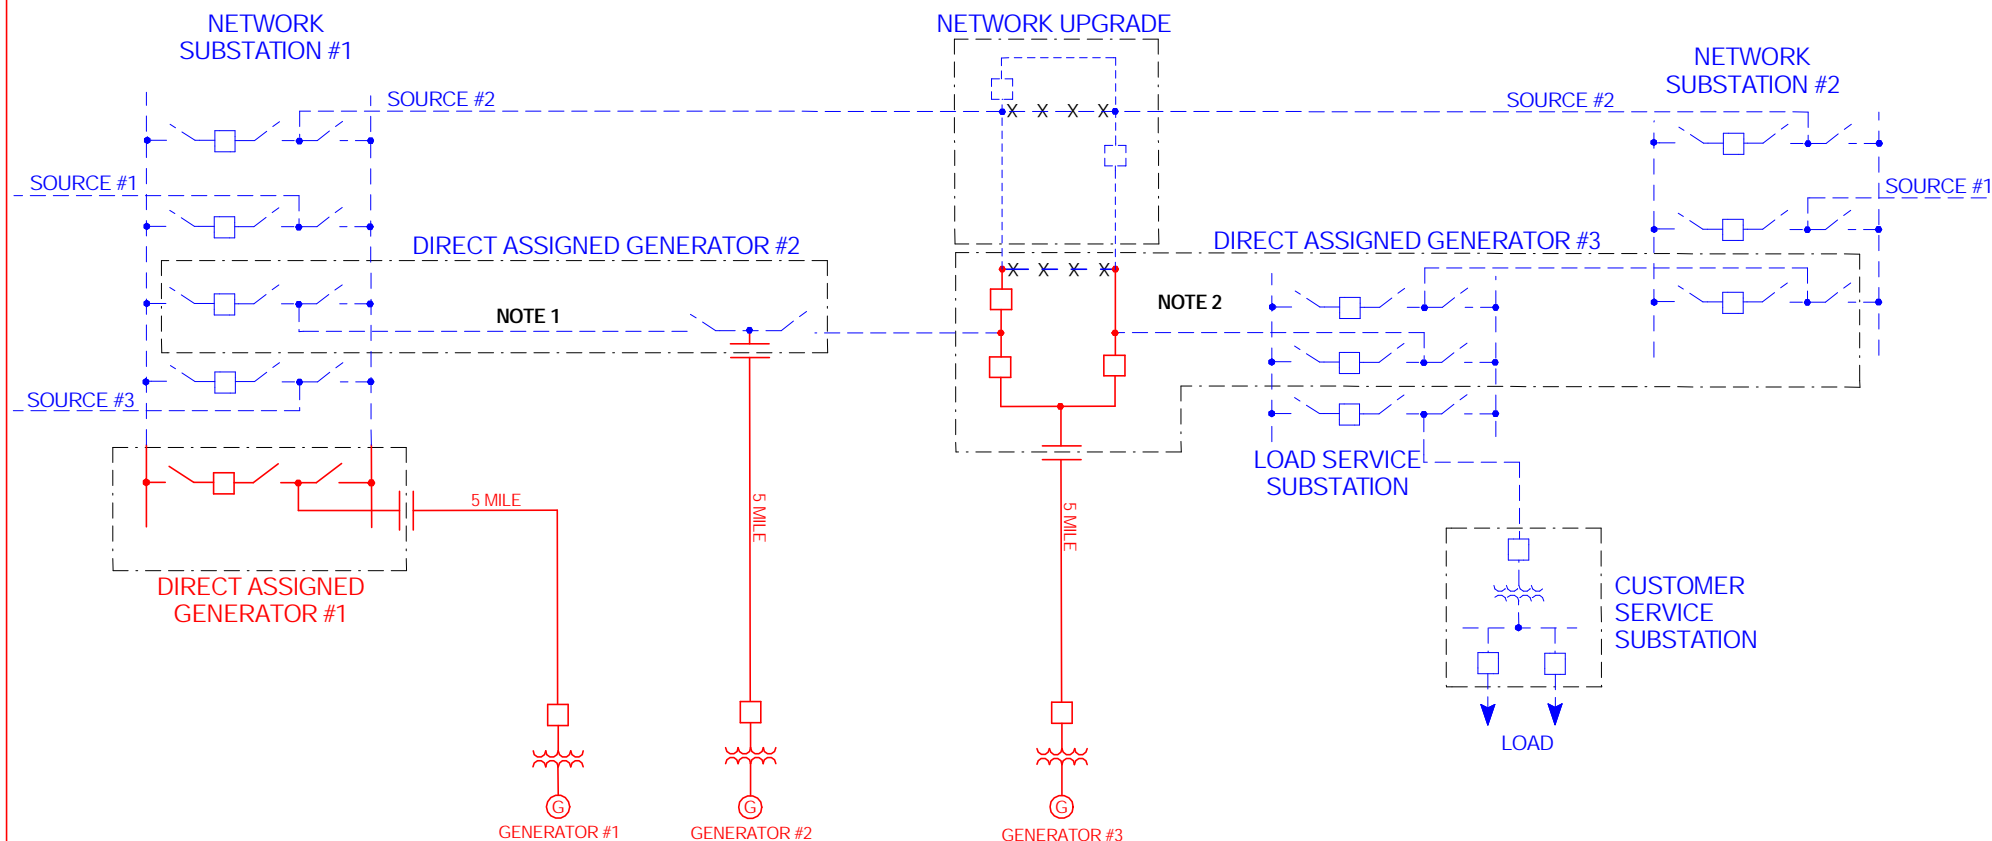 NETWORK
SUBSTATION #1
NETWORK UPGRADE
NETWORK
SUBSTATION #2
SOURCE #2
SOURCE #2
SOURCE #1
SOURCE #1
DIRECT ASSIGNED GENERATOR #2
DIRECT ASSIGNED GENERATOR #3
NOTE 1
NOTE 2
X X X X
X X X X
SOURCE #3
LOAD SERVICE
SUBSTATION
5 MILE
5 MILE
5 MILE
DIRECT ASSIGNED
GENERATOR #1
CUSTOMER
SERVICE
SUBSTATION
LOAD
G
G
G
GENERATOR #1
GENERATOR #2
GENERATOR #3